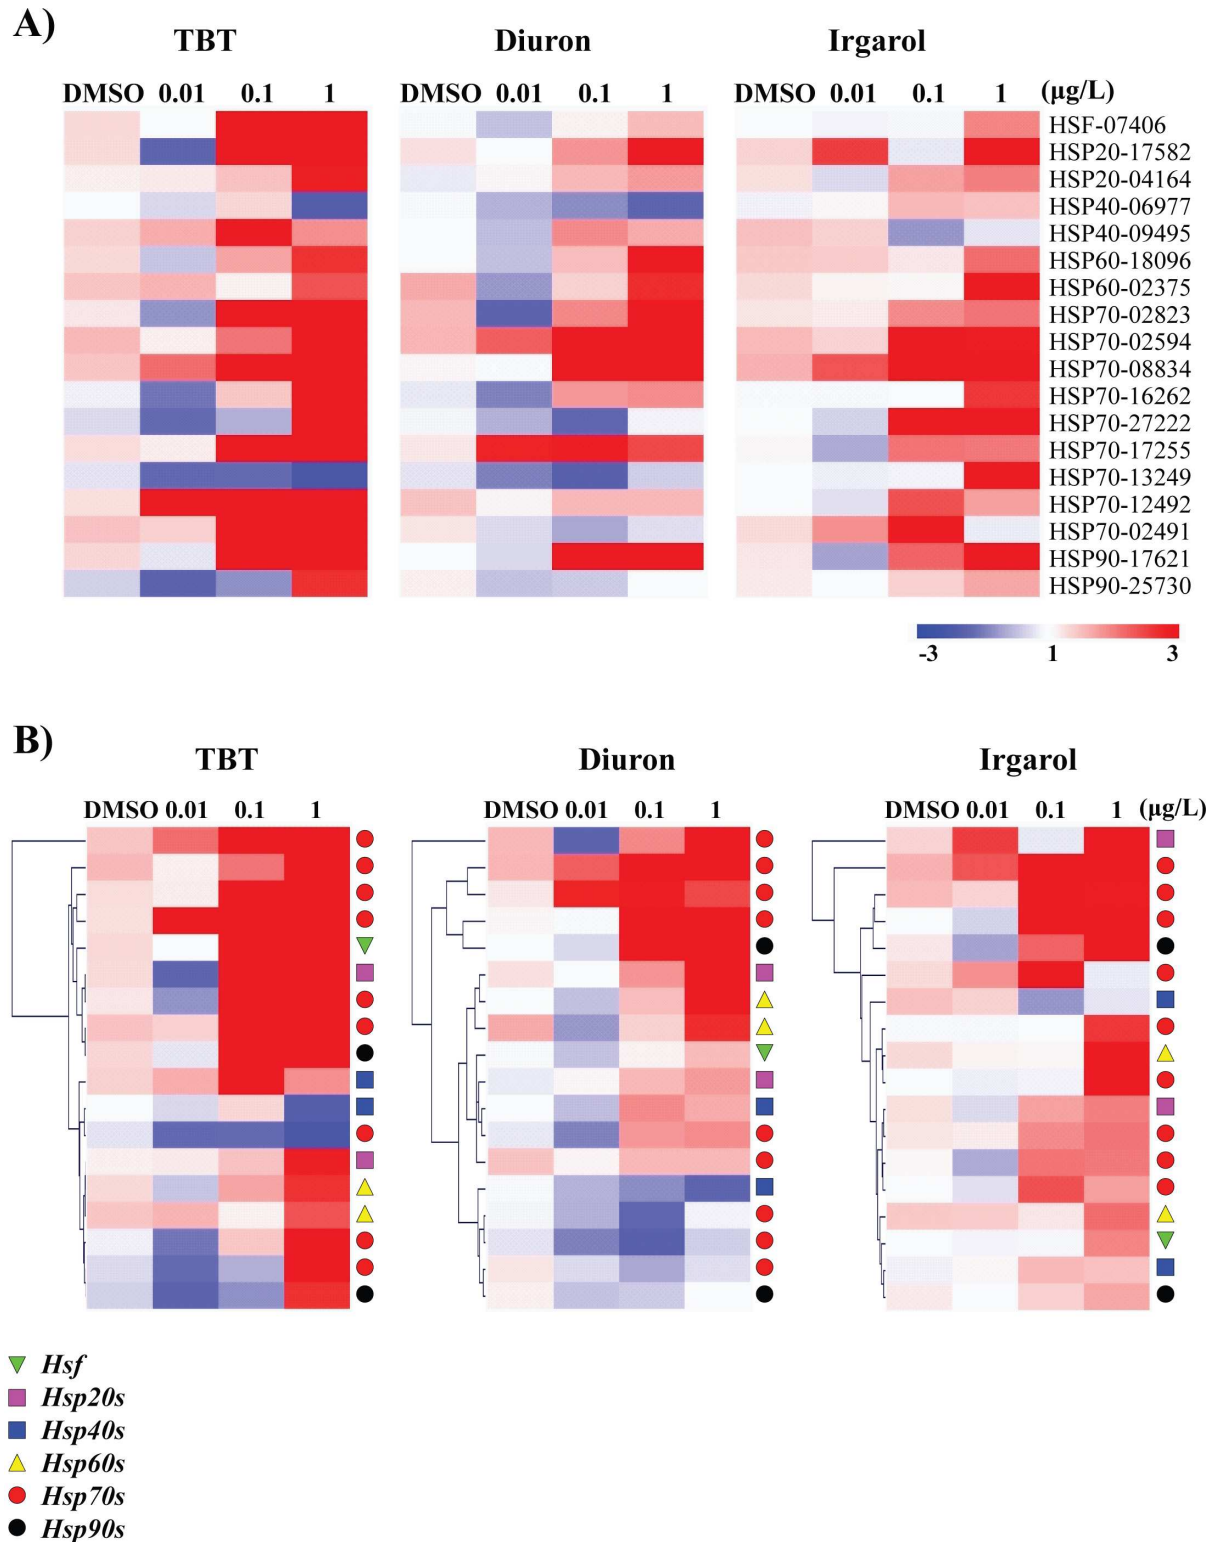 A)
TBT Diuron Irgarol
DMSO 0.01 0.1 1 DMSO 0.01 0.1 1 DMSO 0.01 0.1 1 (µg/L)
HSF-07406
HSP20-17582
HSP20-04164
HSP40-06977
HSP40-09495
HSP60-18096
HSP60-02375
HSP70-02823
HSP70-02594
HSP70-08834
HSP70-16262
HSP70-27222
HSP70-17255
HSP70-13249
HSP70-12492
HSP70-02491
HSP90-17621
HSP90-25730
-3 1 3
B)
TBT Diuron Irgarol
DMSO 0.01 0.1 1 DMSO 0.01 0.1 1 DMSO 0.01 0.1 1 (µg/L)
Hsf
Hsp20s
Hsp40s
Hsp60s
Hsp70s
Hsp90s